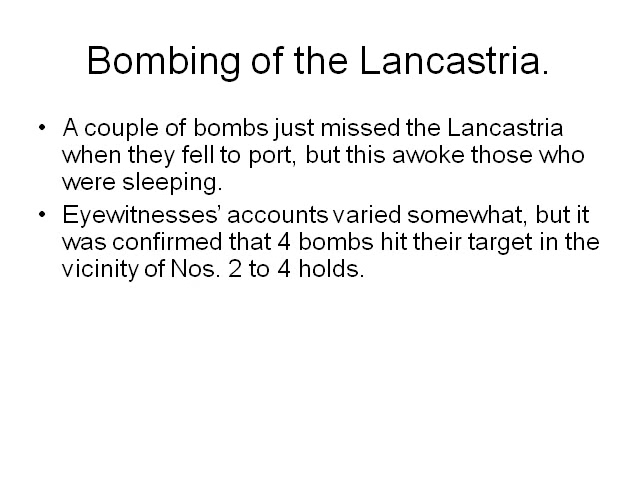 Bombing of the Lancastria.
• A couple of bombs just missed the Lancastria
when they fell to port, but this awoke those who
were sleeping.
• Eyewitnesses’ accounts varied somewhat, but it
was confirmed that 4 bombs hit their target in the
vicinity of Nos. 2 to 4 holds.